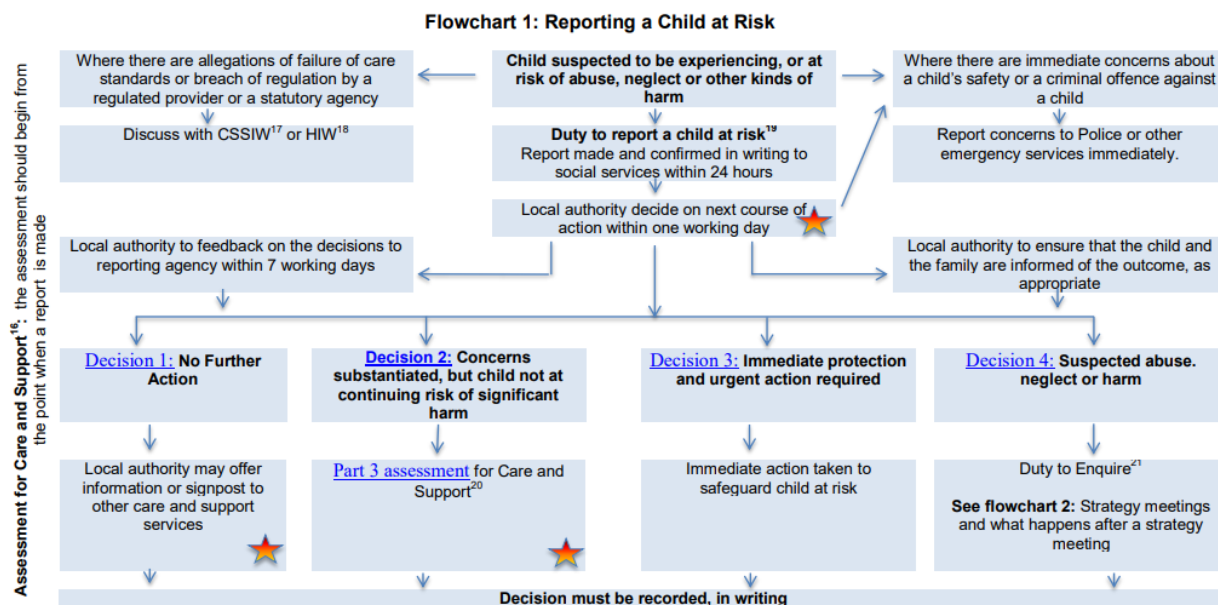 Flowchart 1: Reporting a Child at Risk
Assessment for Care and Support16: the assessment should begin from
the point when a report is made
Where there are allegations of failure of care
standards or breach of regulation by a
regulated provider or a statutory agency
Child suspected to be experiencing, or at
risk of abuse, neglect or other kinds of
harm
Where there are immediate concerns about
a child's safety or a criminal offence against
a child
Discuss with CSSIW17 or HIW18
Duty to report a child at risk19
Report made and confirmed in writing to
social services within 24 hours
Report concerns to Police or other
emergency services immediately.
Local authority decide on next course of
action within one working day
Local authority to feedback on the decisions to
reporting agency within 7 working days
Local authority to ensure that the child and
the family are informed of the outcome, as
appropriate
Decision 1: No Further
Action
Decision 2: Concerns
substantiated, but child not at
continuing risk of significant
harm
Decision 3: Immediate protection
and urgent action required
Decision 4: Suspected abuse.
neglect or harm
Local authority may offer
information or signpost to
other care and support
services
Part 3 assessment for Care and
Support20
Immediate action taken to
safeguard child at risk
Duty to Enquire21
See flowchart 2: Strategy meetings
and what happens after a strategy
meeting
Decision must be recorded, in writing